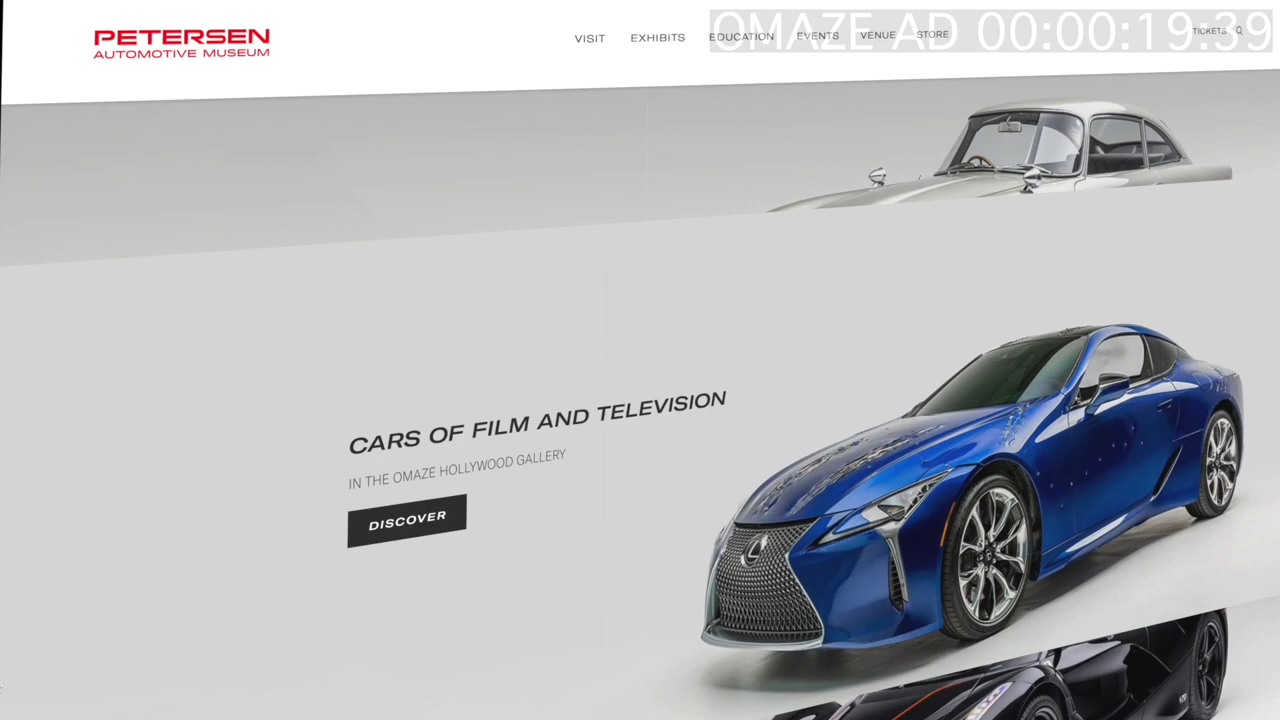 PETERSEN
AUTOMOTIVE MUSEUM
VISIT EXHIBITS EDUCATION EVENTS VENUE STORE TICKETS
OMAZE AD 00:00:19:39
CARS OF FILM AND TELEVISION
IN THE OMAZE HOLLYWOOD GALLERY
DISCOVER